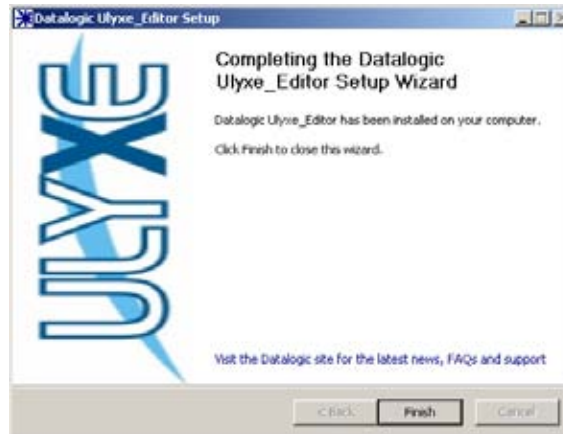 Datalogic Ulyxe_Editor Setup
ULYXE
Completing the Datalogic
Ulyxe_Editor Setup Wizard
Datalogic Ulyxe_Editor has been installed on your computer.
Click Finish to close this wizard.
Visit the Datalogic site for the latest news, FAQs and support
< Back
Finish
Cancel